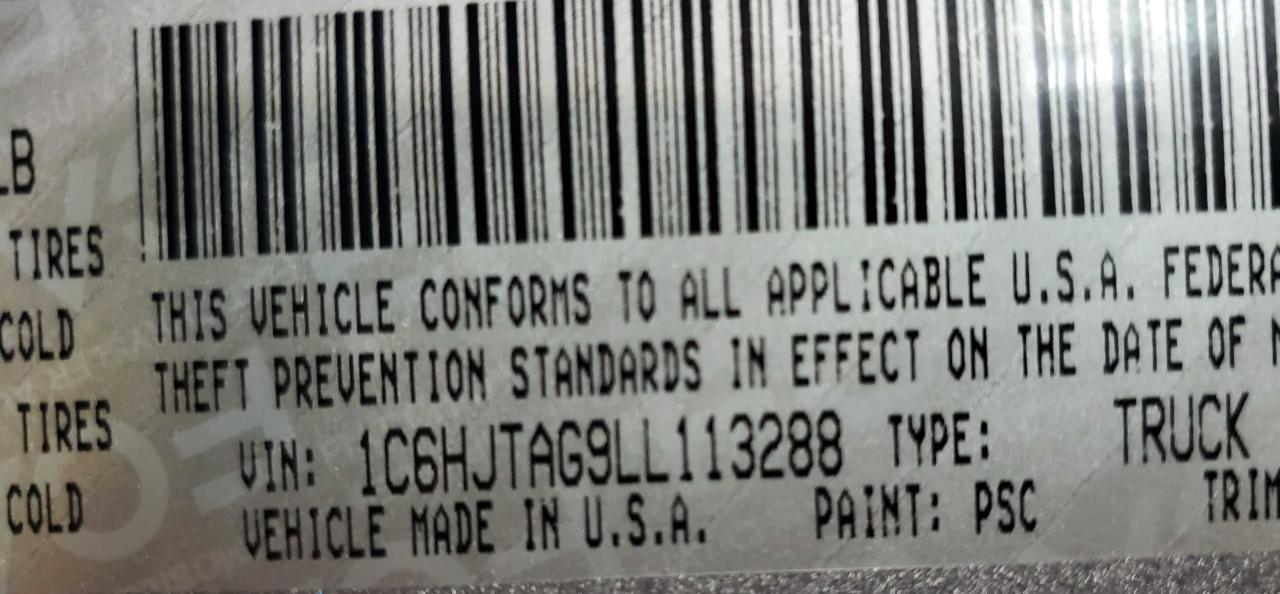 LB
TIRES
COLD
TIRES
COLD
THIS VEHICLE CONFORMS TO ALL APPLICABLE U.S.A. FEDERA
THEFT PREVENTION STANDARDS IN EFFECT ON THE DATE OF
VIN: 1C6HJTAG9LL113288 TYPE: TRUCK
VEHICLE MADE IN U.S.A. PAINT: PSC TRIM